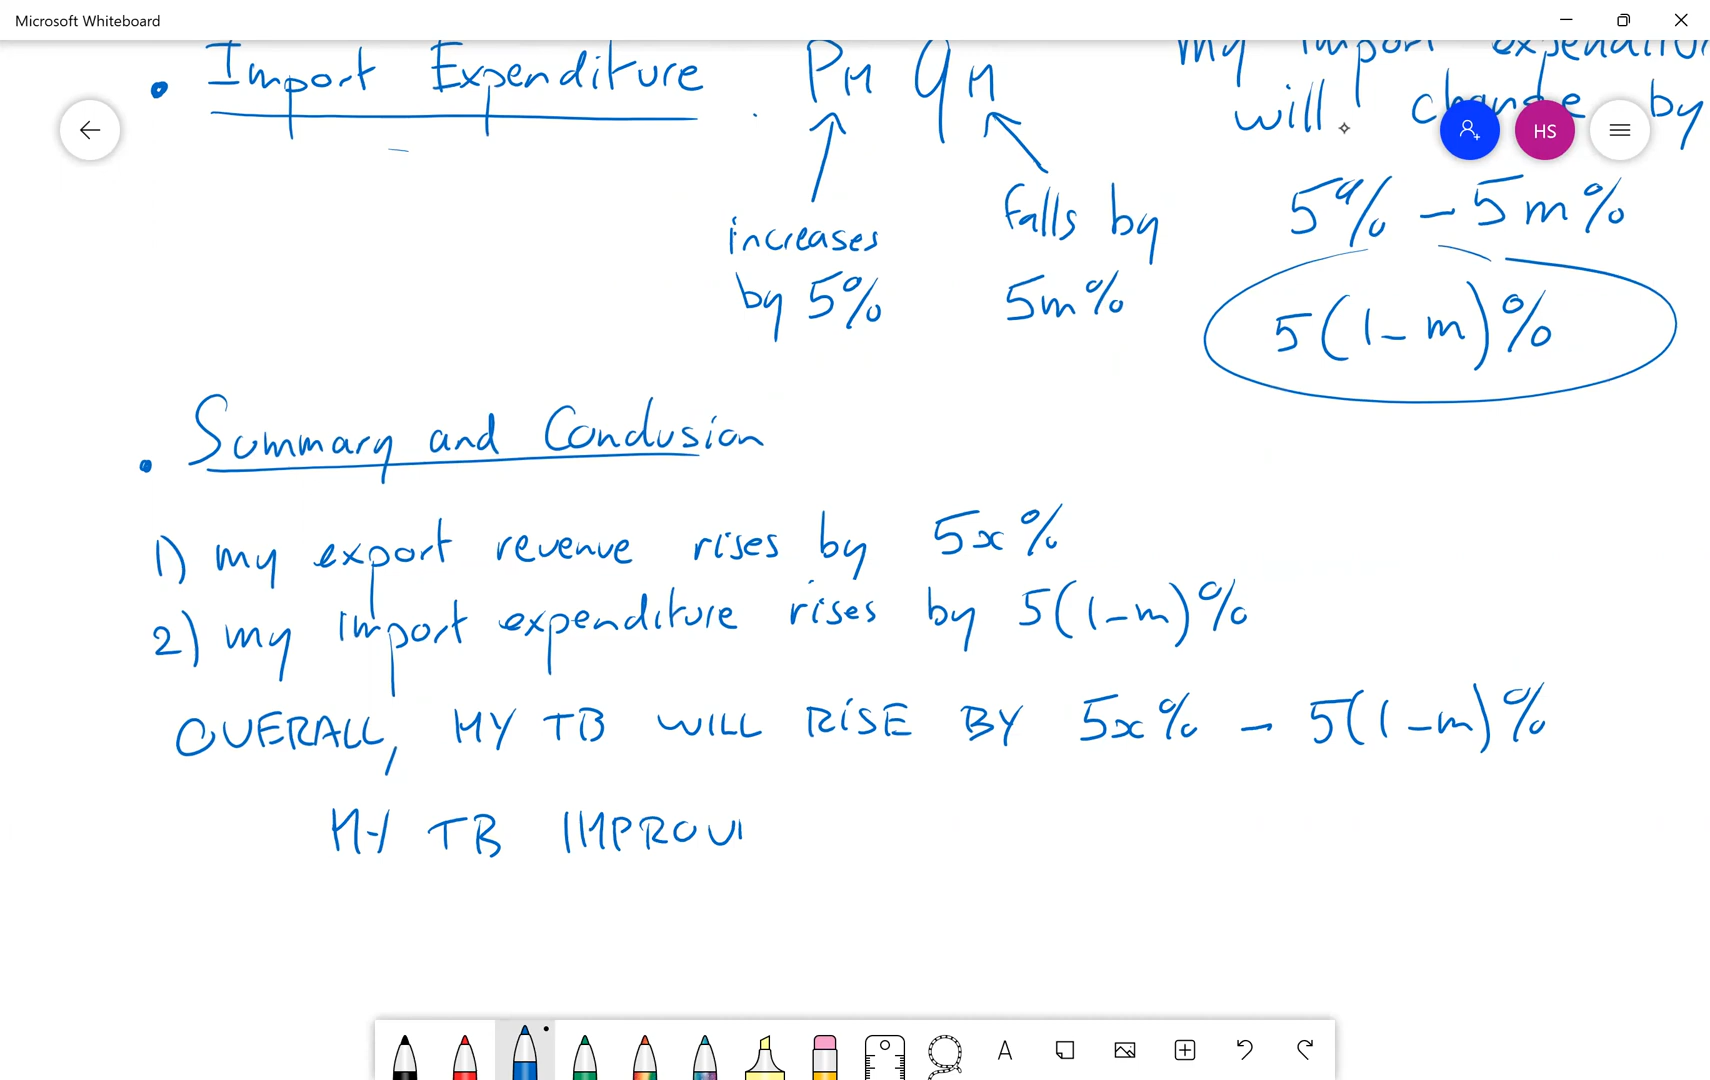 Microsoft Whiteboard
• Import Expenditure PM qM
my import expenditur
will change by
HS
increases
by 5%
falls by
5m%
5% - 5m%
5(1-m)%
• Summary and Conclusion
1) my export revenue rises by 5x%
2) my import expenditure rises by 5(1-m)%
OVERALL, MY TB WILL RISE BY 5x% - 5(1-m)%
MY TB IMPROV
A